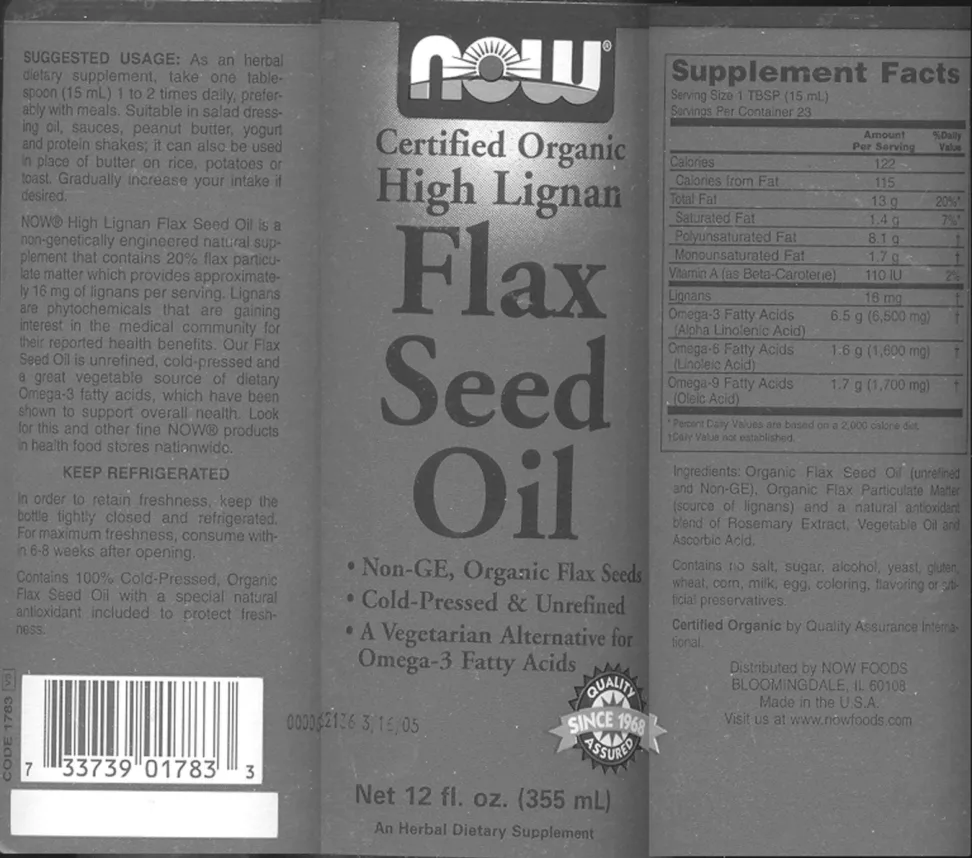 SUGGESTED USAGE: As an herbal
dietary supplement, take one table-
spoon (15 mL) 1 to 2 times daily, prefer-
ably with meals. Suitable in salad dress-
ing oil, sauces, peanut butter, yogurt
and protein shakes; it can also be used
in place of butter on rice, potatoes or
toast. Gradually increase your intake if
desired.
NOW® High Lignan Flax Seed Oil is a
non-genetically engineered natural sup-
plement that contains 20% flax particu-
late matter which provides approximate-
ly 16 mg of lignans per serving. Lignans
are phytochemicals that are gaining
interest in the medical community for
their reported health benefits. Our Flax
Seed Oil is unrefined, cold-pressed and
a great vegetable source of dietary
Omega-3 fatty acids, which have been
shown to support overall health. Look
for this and other fine NOW® products
in health food stores nationwide.
KEEP REFRIGERATED
In order to retain freshness, keep the
bottle tightly closed and refrigerated.
For maximum freshness, consume with-
in 6-8 weeks after opening.
Contains 100% Cold-Pressed, Organic
Flax Seed Oil with a special natural
antioxidant included to protect fresh-
ness.
CODE 1783 V5
7 33739 01783 3
NOW®
Certified Organic
High Lignan
Flax
Seed
Oil
• Non-GE, Organic Flax Seeds
• Cold-Pressed & Unrefined
• A Vegetarian Alternative for
Omega-3 Fatty Acids
QUALITY
SINCE 1968
ASSURED
3/16/05
Net 12 fl. oz. (355 mL)
An Herbal Dietary Supplement
Supplement Facts
Serving Size 1 TBSP (15 mL)
Servings Per Container 23
Amount Per Serving %Daily Value
Calories 122
Calories from Fat 115
Total Fat 13 g 20%*
Saturated Fat 1.4 g 7%*
Polyunsaturated Fat 8.1 g †
Monounsaturated Fat 1.7 g †
Vitamin A (as Beta-Carotene) 110 IU 2%
Lignans 16 mg †
Omega-3 Fatty Acids 6.5 g (6,500 mg) †
(Alpha Linolenic Acid)
Omega-6 Fatty Acids 1.6 g (1,600 mg) †
(Linoleic Acid)
Omega-9 Fatty Acids 1.7 g (1,700 mg) †
(Oleic Acid)
* Percent Daily Values are based on a 2,000 calorie diet.
† Daily Value not established.
Ingredients: Organic Flax Seed Oil (unrefined
and Non-GE), Organic Flax Particulate Matter
(source of lignans) and a natural antioxidant
blend of Rosemary Extract, Vegetable Oil and
Ascorbic Acid.
Contains no salt, sugar, alcohol, yeast, gluten,
wheat, corn, milk, egg, coloring, flavoring or arti-
ficial preservatives.
Certified Organic by Quality Assurance Interna-
tional.
Distributed by NOW FOODS
BLOOMINGDALE, IL 60108
Made in the U.S.A.
Visit us at www.nowfoods.com